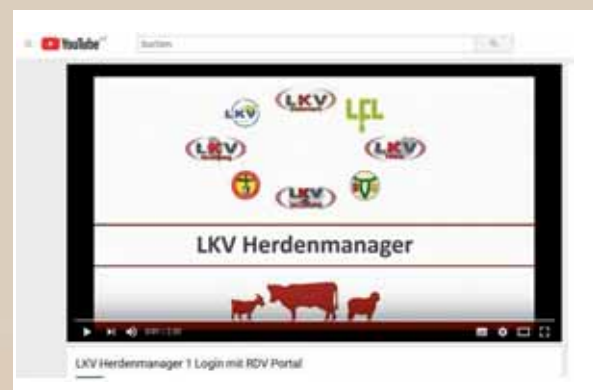 YouTube
Suchen
LKV
LKV
LFL
LKV
LKV
LKV
LKV Herdenmanager
LKV Herdenmanager 1 Login mit RDV Portal